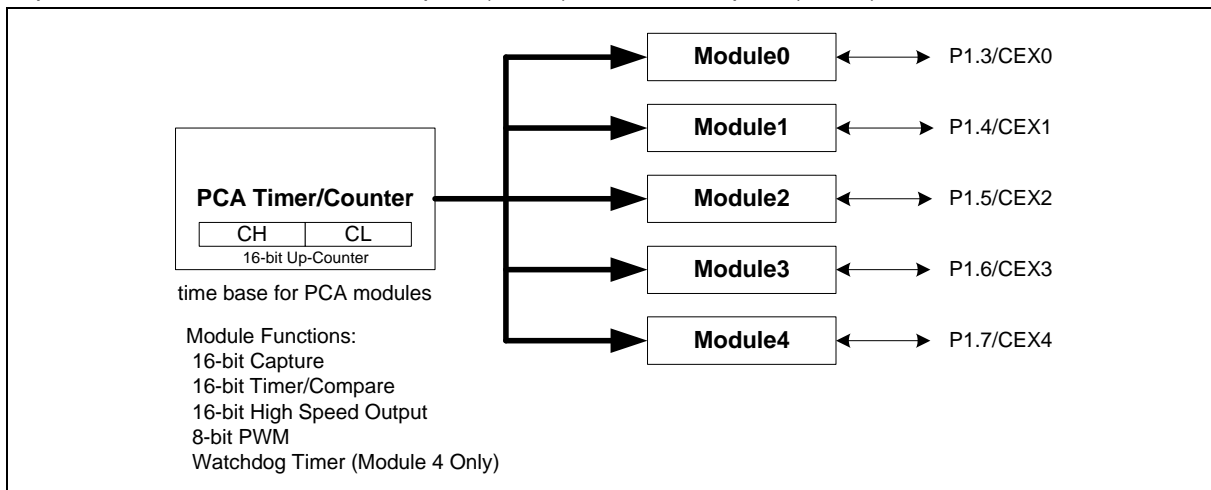 Module0
P1.3/CEX0
Module1
P1.4/CEX1
PCA Timer/Counter
CH
CL
16-bit Up-Counter
Module2
P1.5/CEX2
Module3
P1.6/CEX3
time base for PCA modules
Module4
P1.7/CEX4
Module Functions:
16-bit Capture
16-bit Timer/Compare
16-bit High Speed Output
8-bit PWM
Watchdog Timer (Module 4 Only)